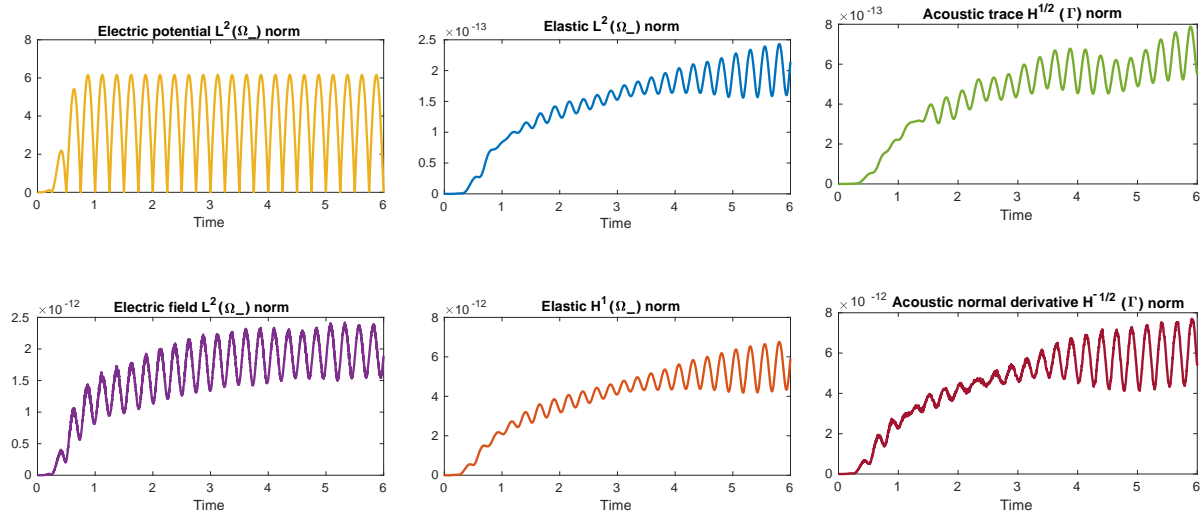 Electric potential L²(Ω_) norm
8
6
4
2
0
0 1 2 3 4 5 6
Time
×10 -13
Elastic L²(Ω_) norm
2.5
2
1.5
1
0.5
0
0 1 2 3 4 5 6
Time
8 ×10 -13
Acoustic trace H^{1/2} (Γ) norm
6
4
2
0
0 1 2 3 4 5 6
Time
×10 -12
Electric field L²(Ω_) norm
2.5
2
1.5
1
0.5
0
0 1 2 3 4 5 6
Time
8 ×10 -12
Elastic H¹(Ω_) norm
6
4
2
0
0 1 2 3 4 5 6
Time
8 ×10 -12
Acoustic normal derivative H^{-1/2} (Γ) norm
6
4
2
0
0 1 2 3 4 5 6
Time